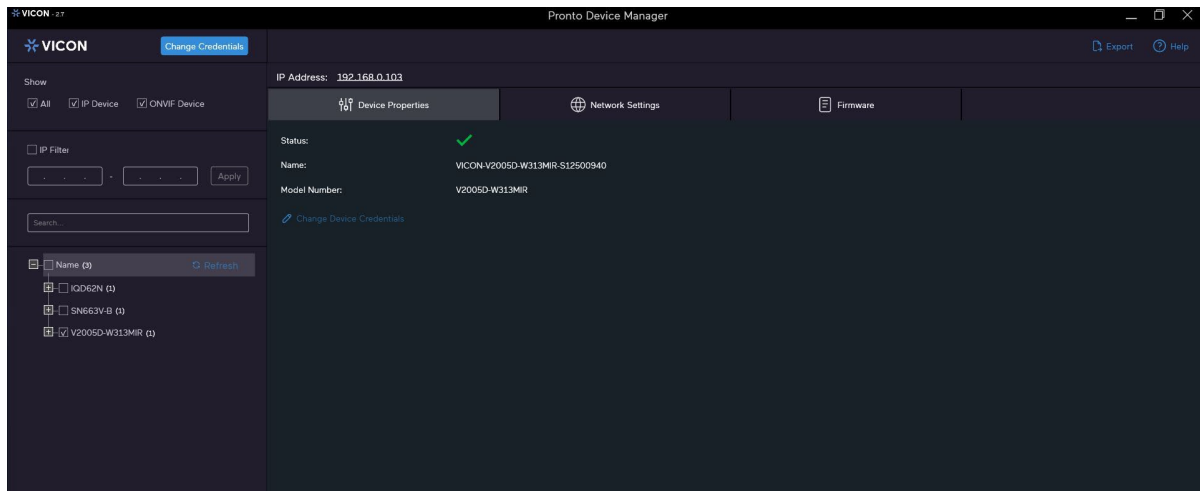 VICON - 2.7
Pronto Device Manager
VICON
Change Credentials
Export
Help
Show
All
IP Device
ONVIF Device
IP Address: 192.168.0.103
Device Properties
Network Settings
Firmware
IP Filter
. . . - . . .
Apply
Status:
Name: VICON-V2005D-W313MIR-S12500940
Model Number: V2005D-W313MIR
Change Device Credentials
Search...
Name (3)
Refresh
IQD62N (1)
SN663V-B (1)
V2005D-W313MIR (1)